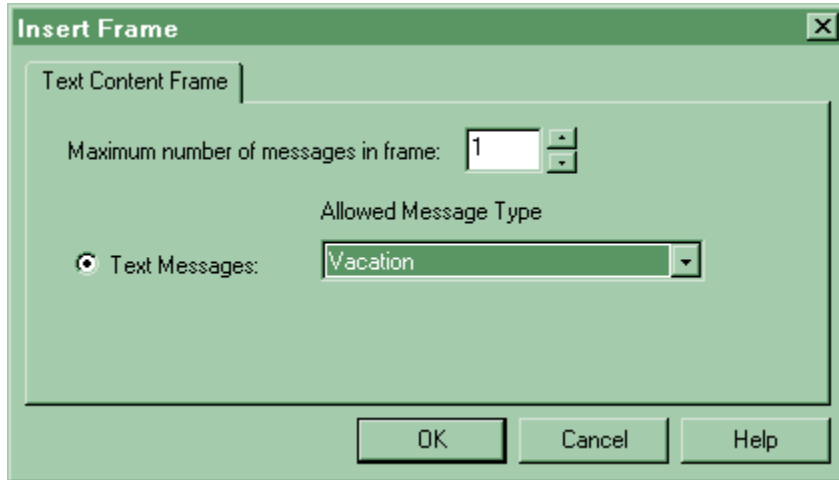 Insert Frame
Text Content Frame
Maximum number of messages in frame: 1
Allowed Message Type
Text Messages: Vacation
OK Cancel Help